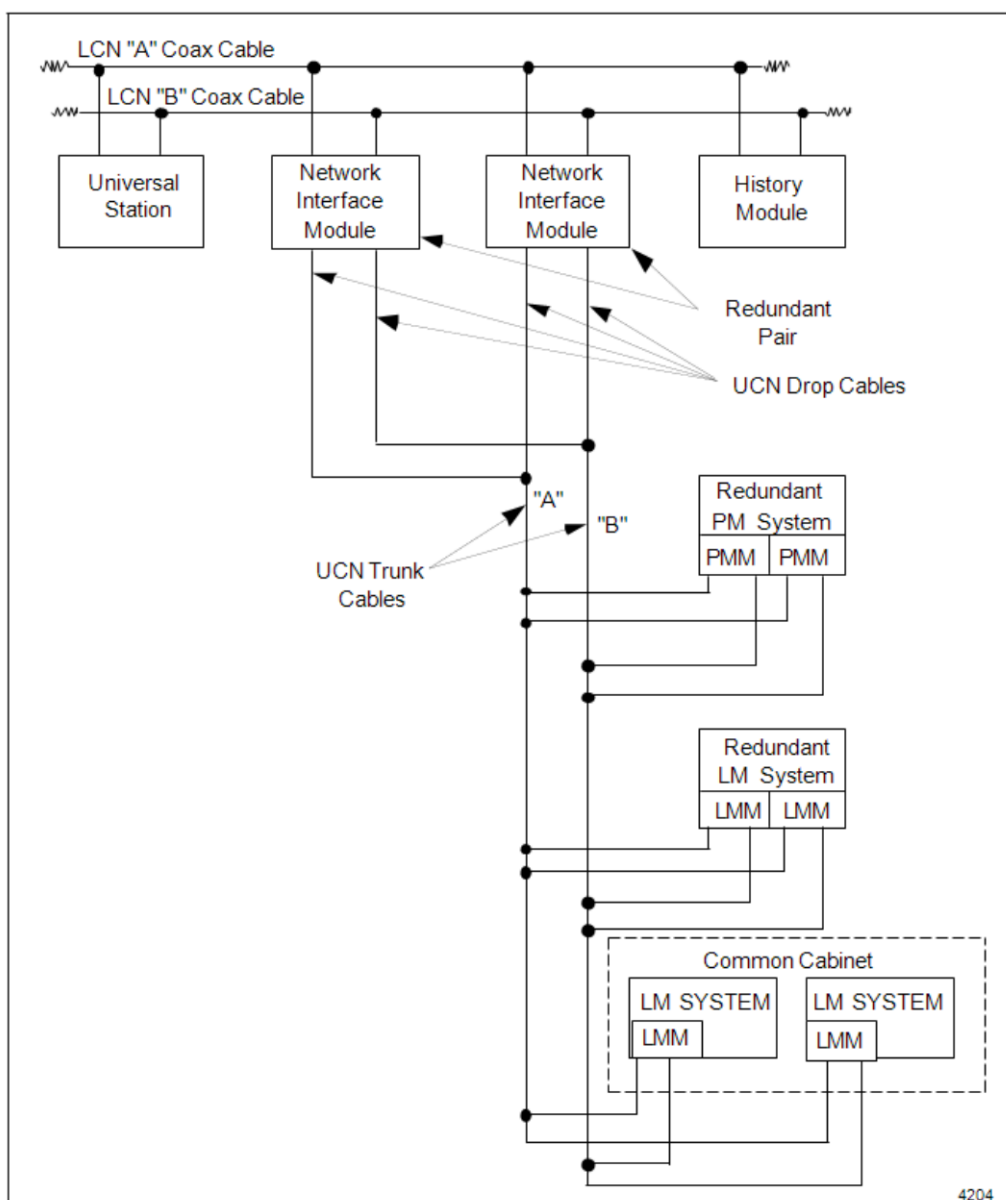 LCN "A" Coax Cable
LCN "B" Coax Cable
Universal
Station
Network
Interface
Module
Network
Interface
Module
History
Module
Redundant
Pair
UCN Drop Cables
"A"
"B"
UCN Trunk
Cables
Redundant
PM System
PMM PMM
Redundant
LM System
LMM LMM
Common Cabinet
LM SYSTEM
LMM
LM SYSTEM
LMM
4204